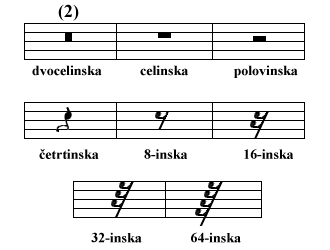 (2)
dvocelinska celinska polovinska
četrtinska 8-inska 16-inska
32-inska 64-inska